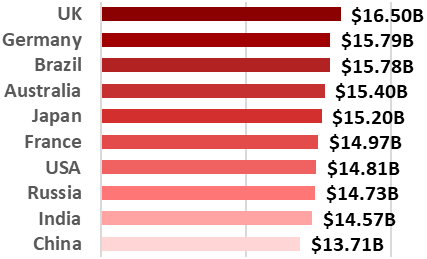 UK $16.50B
Germany $15.79B
Brazil $15.78B
Australia $15.40B
Japan $15.20B
France $14.97B
USA $14.81B
Russia $14.73B
India $14.57B
China $13.71B